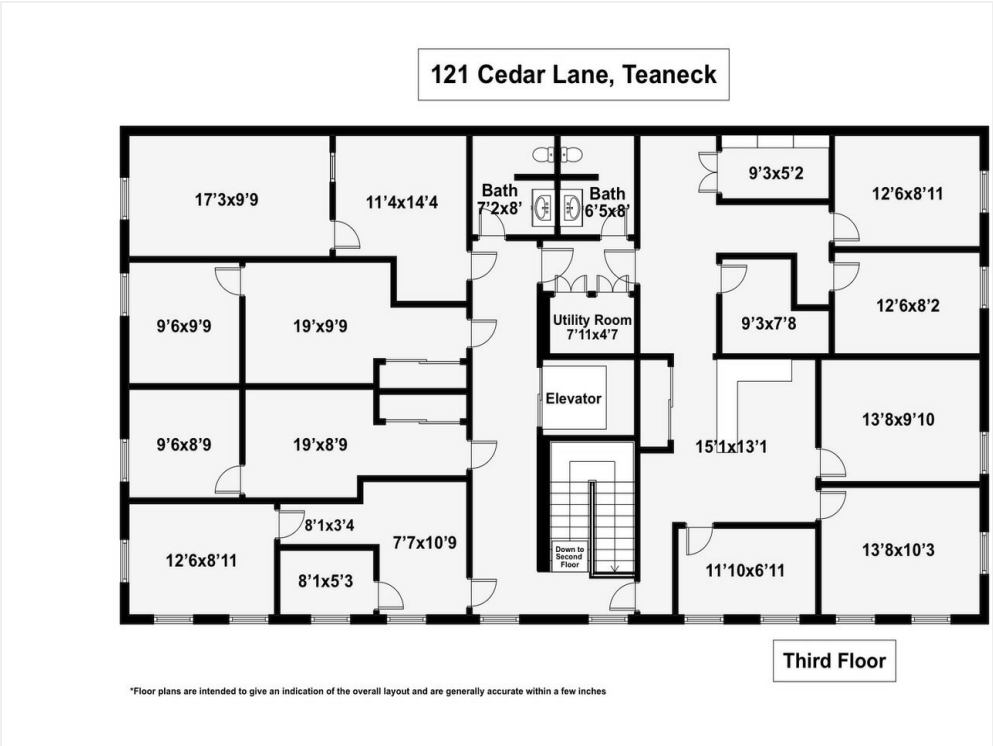 121 Cedar Lane, Teaneck
17'3x9'9
11'4x14'4
Bath
7'2x8'
Bath
6'5x8'
9'3x5'2
12'6x8'11
9'6x9'9
19'x9'9
Utility Room
7'11x4'7
9'3x7'8
12'6x8'2
Elevator
9'6x8'9
19'x8'9
15'1x13'1
13'8x9'10
12'6x8'11
8'1x3'4
7'7x10'9
8'1x5'3
Down to
Second
Floor
11'10x6'11
13'8x10'3
Third Floor
*Floor plans are intended to give an indication of the overall layout and are generally accurate within a few inches